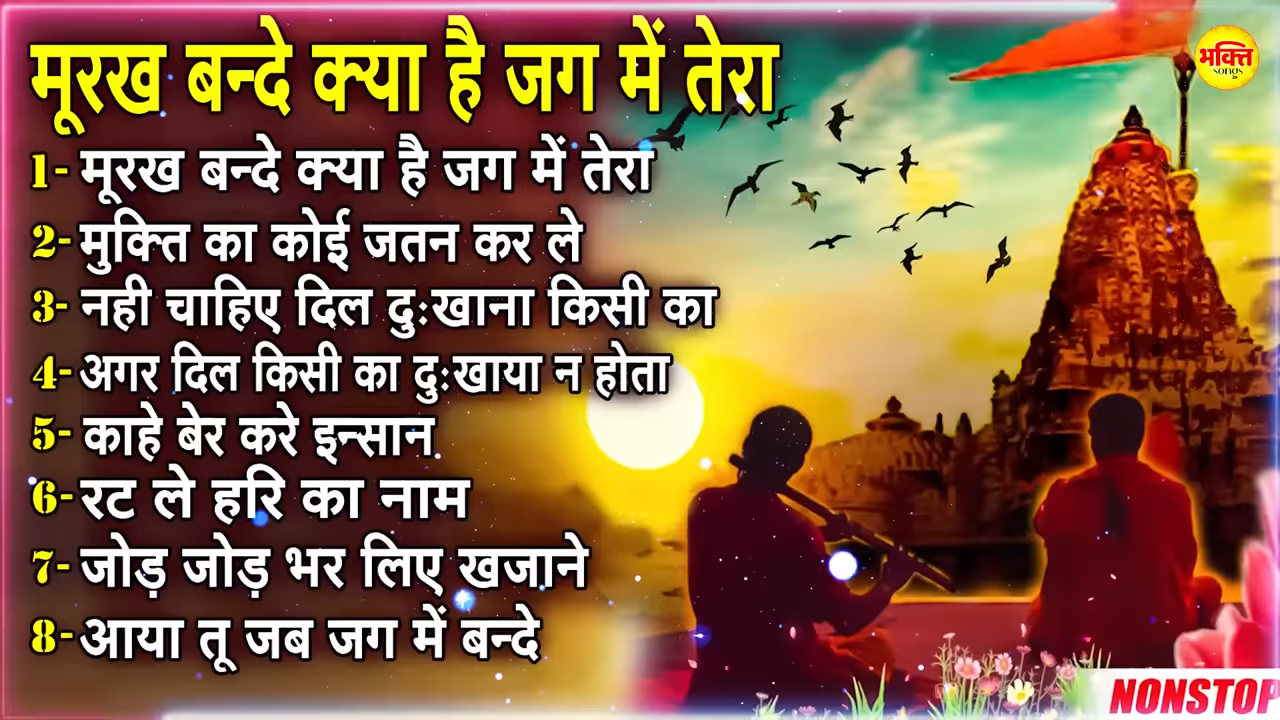 मूरख बन्दे क्या है जग में तेरा
भक्ति
songs
1- मूरख बन्दे क्या है जग में तेरा
2- मुक्ति का कोई जतन कर ले
3- नही चाहिए दिल दुःखाना किसी का
4- अगर दिल किसी का दुःखाया न होता
5- काहे बेर करे इन्सान
6- रट ले हरि का नाम
7- जोड़ जोड़ भर लिए खजाने
8- आया तू जब जग में बन्दे
NONSTOP